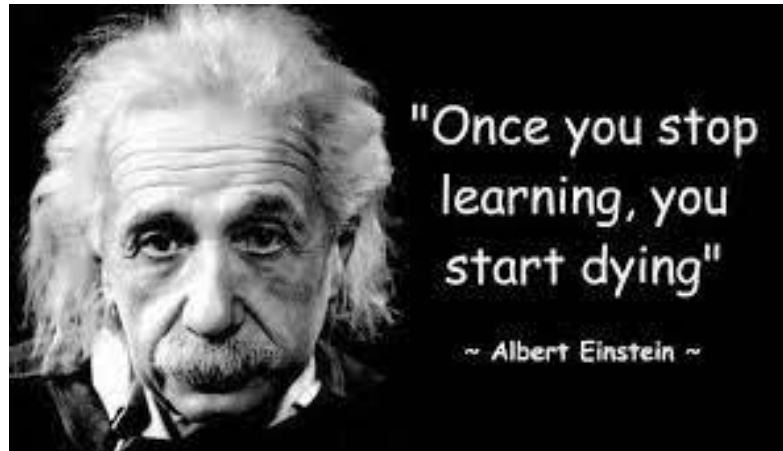 "Once you stop
learning, you
start dying"
~ Albert Einstein ~